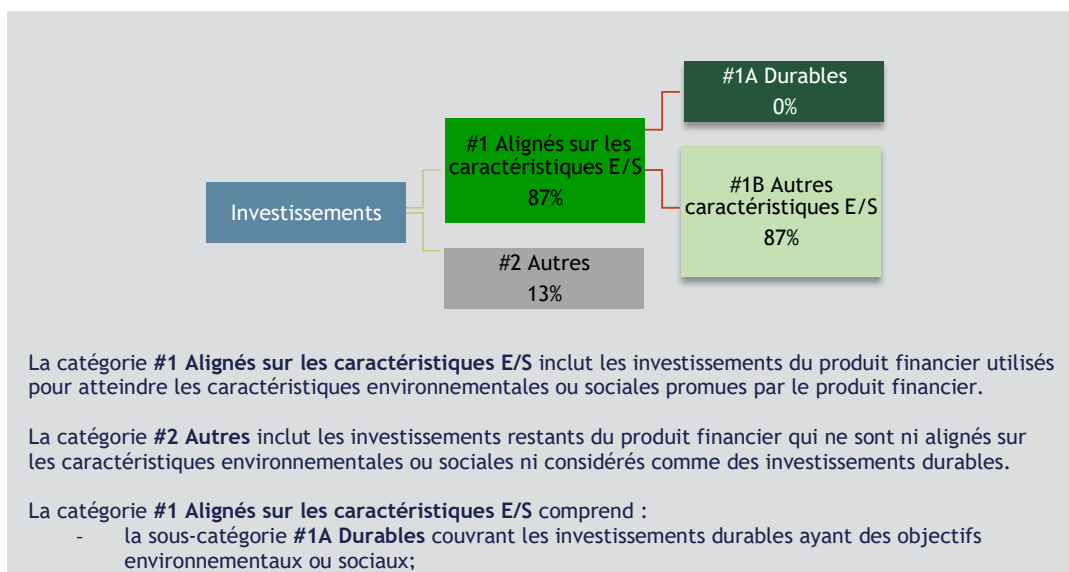 #1A Durables
0%
#1 Alignés sur les
caractéristiques E/S
87%
#1B Autres
caractéristiques E/S
87%
Investissements
#2 Autres
13%
La catégorie #1 Alignés sur les caractéristiques E/S inclut les investissements du produit financier utilisés
pour atteindre les caractéristiques environnementales ou sociales promues par le produit financier.
La catégorie #2 Autres inclut les investissements restants du produit financier qui ne sont ni alignés sur
les caractéristiques environnementales ou sociales ni considérés comme des investissements durables.
La catégorie #1 Alignés sur les caractéristiques E/S comprend :
- la sous-catégorie #1A Durables couvrant les investissements durables ayant des objectifs
environnementaux ou sociaux;